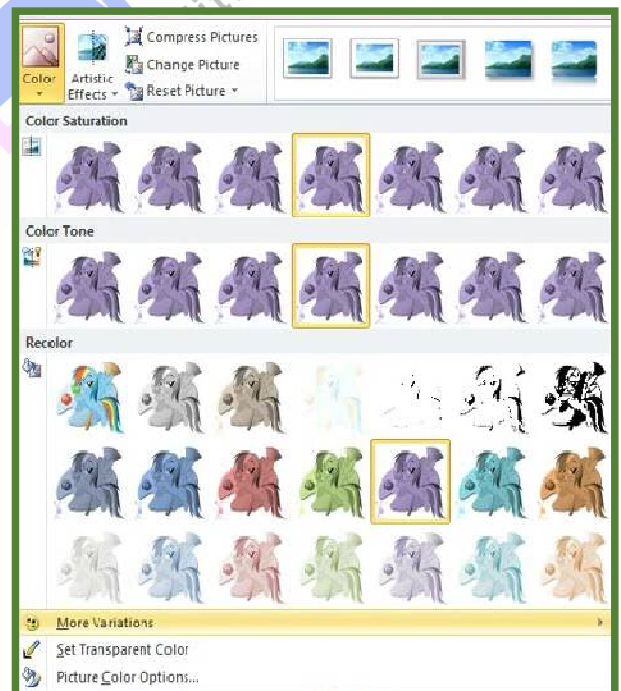 Compress Pictures
Color Artistic Effects Change Picture
Reset Picture
Color Saturation
Color Tone
Recolor
More Variations
Set Transparent Color
Picture Color Options...